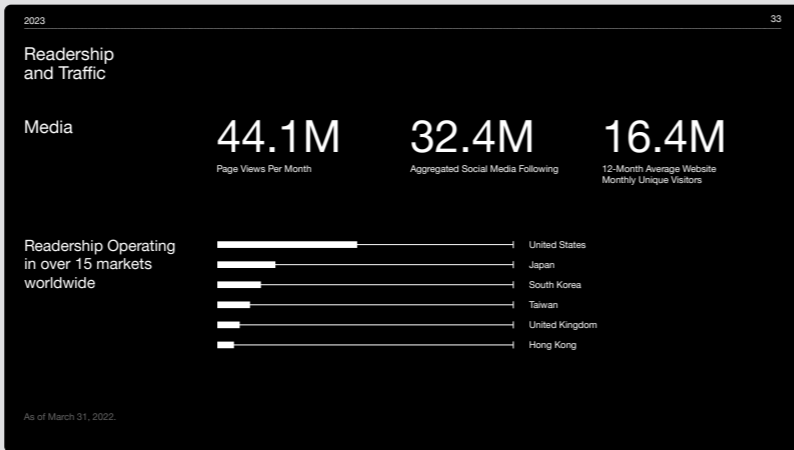 2023
33
Readership
and Traffic
Media
44.1M
Page Views Per Month
32.4M
Aggregated Social Media Following
16.4M
12-Month Average Website
Monthly Unique Visitors
Readership Operating
in over 15 markets
worldwide
United States
Japan
South Korea
Taiwan
United Kingdom
Hong Kong
As of March 31, 2022.